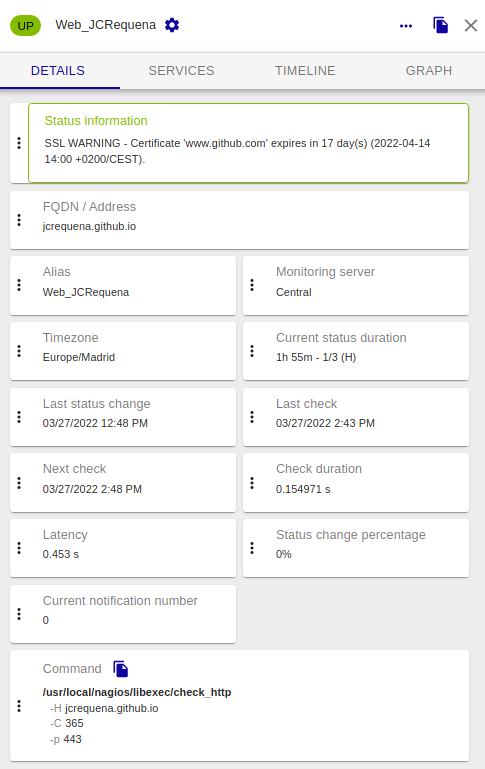 UP Web_JCRequena
DETAILS SERVICES TIMELINE GRAPH
Status information
SSL WARNING - Certificate 'www.github.com' expires in 17 day(s) (2022-04-14
14:00 +0200/CEST).
FQDN / Address
jcrequena.github.io
Alias
Web_JCRequena
Monitoring server
Central
Timezone
Europe/Madrid
Current status duration
1h 55m - 1/3 (H)
Last status change
03/27/2022 12:48 PM
Last check
03/27/2022 2:43 PM
Next check
03/27/2022 2:48 PM
Check duration
0.154971 s
Latency
0.453 s
Status change percentage
0%
Current notification number
0
Command
/usr/local/nagios/libexec/check_http
-H jcrequena.github.io
-C 365
-p 443